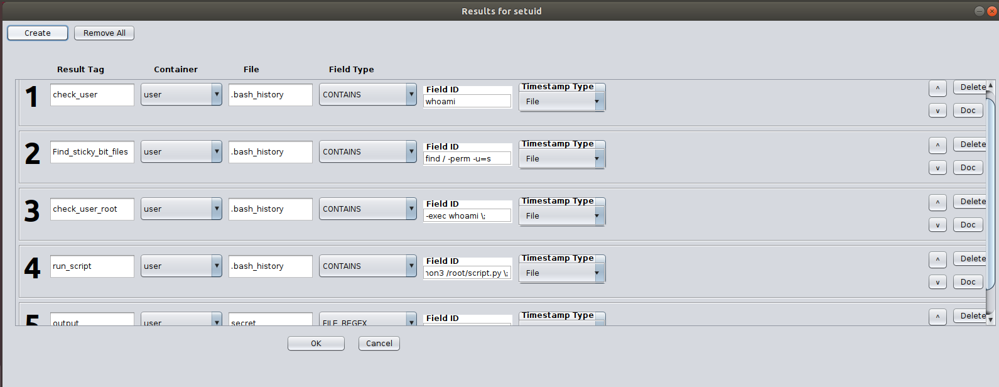 Results for setuid
Create Remove All
Result Tag Container File Field Type
1 check_user user .bash_history CONTAINS Field ID whoami Timestamp Type File ^ v Delete Doc
2 Find_sticky_bit_files user .bash_history CONTAINS Field ID find / -perm -u=s Timestamp Type File ^ v Delete Doc
3 check_user_root user .bash_history CONTAINS Field ID -exec whoami \; Timestamp Type File ^ v Delete Doc
4 run_script user .bash_history CONTAINS Field ID hon3 /root/script.py \; Timestamp Type File ^ v Delete Doc
5 output user secret FILE_REGEX Field ID Timestamp Type ^ Delete
OK Cancel